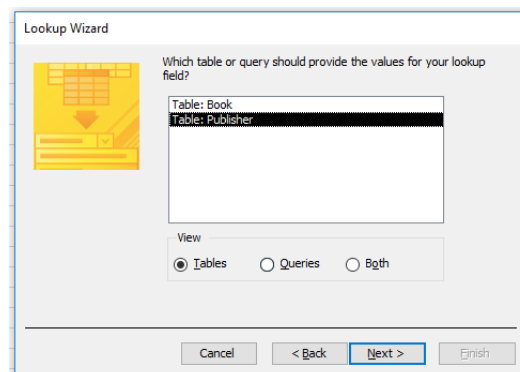 Lookup Wizard
Which table or query should provide the values for your lookup
field?
Table: Book
Table: Publisher
View
Tables Queries Both
Cancel < Back Next > Finish